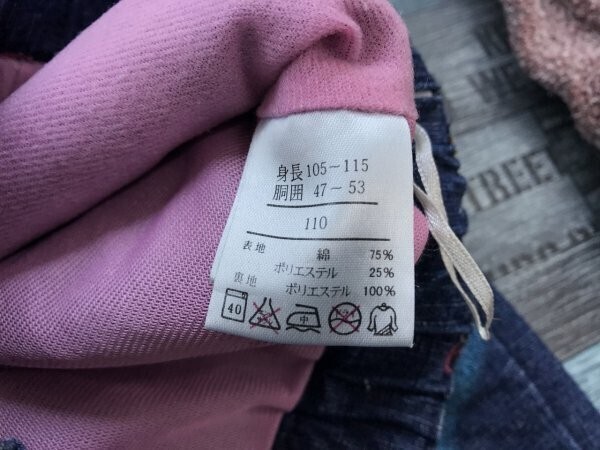 身長105~115
胴囲 47~53
110
表地 綿 75%
ポリエステル 25%
裏地 ポリエステル 100%
40 中
TREE